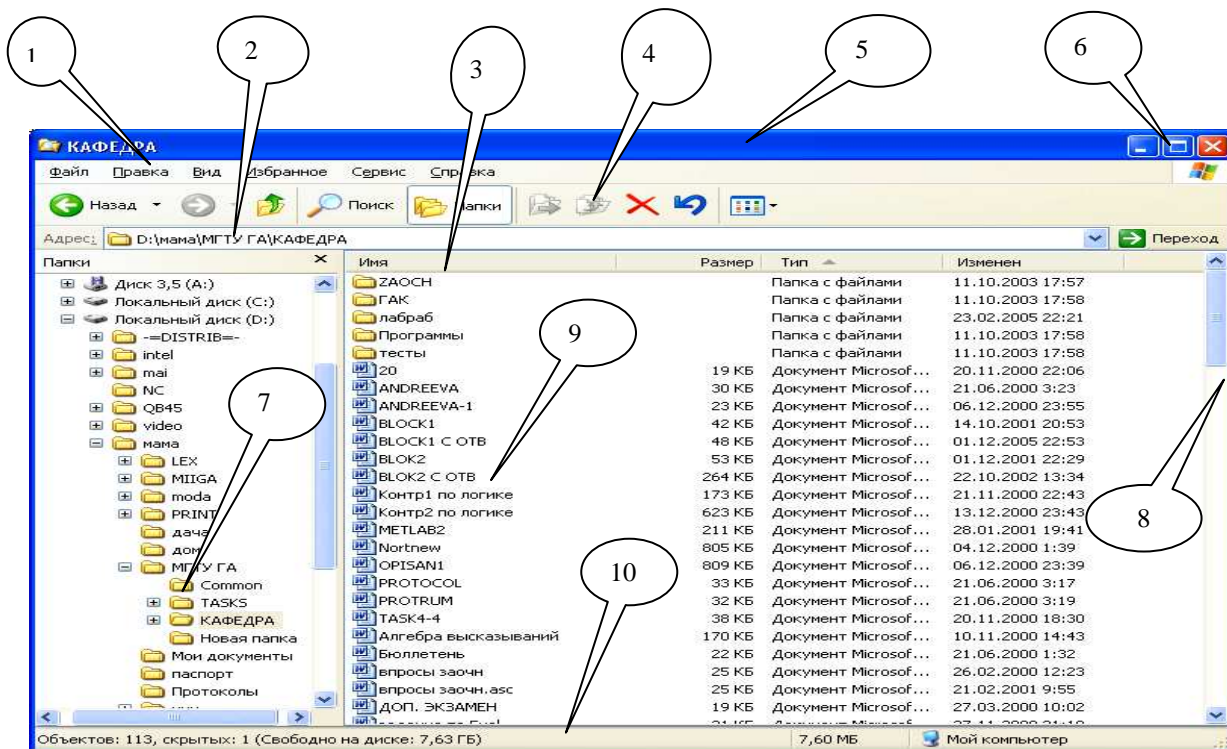 1
2
3
4
5
6
КАФЕДРА
Файл Правка Вид Избранное Сервис Справка
Назад Поиск Папки
Адрес: D:\мама\МГТУ ГА\КАФЕДРА Переход
Папки
Диск 3,5 (A:)
Локальный диск (C:)
Локальный диск (D:)
-=DISTRIB=-
intel
mai
NC
QB45
video
мама
LEX
MIIGA
moda
PRINT
дача
дом
МГТУ ГА
Common
TASKS
КАФЕДРА
Новая папка
Мои документы
паспорт
Протоколы
7
Имя Размер Тип Изменен
ZAOCH Папка с файлами 11.10.2003 17:57
ГАК Папка с файлами 11.10.2003 17:58
лабраб Папка с файлами 23.02.2005 22:21
Программы Папка с файлами 11.10.2003 17:58
тесты Папка с файлами 11.10.2003 17:58
20 19 КБ Документ Microsof... 20.11.2000 22:06
ANDREEVA 30 КБ Документ Microsof... 21.06.2000 3:23
ANDREEVA-1 23 КБ Документ Microsof... 06.12.2000 23:55
BLOCK1 42 КБ Документ Microsof... 14.10.2001 20:53
BLOCK1 С ОТВ 48 КБ Документ Microsof... 01.12.2005 22:53
BLOK2 53 КБ Документ Microsof... 01.12.2001 22:29
BLOK2 С ОТВ 264 КБ Документ Microsof... 22.10.2002 13:34
Контр1 по логике 173 КБ Документ Microsof... 21.11.2000 22:43
Контр2 по логике 623 КБ Документ Microsof... 13.12.2000 23:43
METLAB2 211 КБ Документ Microsof... 28.01.2001 19:41
Nortnew 805 КБ Документ Microsof... 04.12.2000 1:39
OPISAN1 809 КБ Документ Microsof... 06.12.2000 23:39
PROTOCOL 33 КБ Документ Microsof... 21.06.2000 3:17
PROTRUM 32 КБ Документ Microsof... 21.06.2000 3:19
TASK4-4 38 КБ Документ Microsof... 20.11.2000 18:30
Алгебра высказываний 170 КБ Документ Microsof... 10.11.2000 14:43
Бюллетень 22 КБ Документ Microsof... 21.06.2000 1:32
впросы заочн 25 КБ Документ Microsof... 26.02.2000 12:23
впросы заочн.asc 25 КБ Документ Microsof... 21.02.2001 9:55
ДОП. ЭКЗАМЕН 19 КБ Документ Microsof... 27.03.2000 10:02
9
8
10
Объектов: 113, скрытых: 1 (Свободно на диске: 7,63 ГБ) 7,60 МБ Мой компьютер